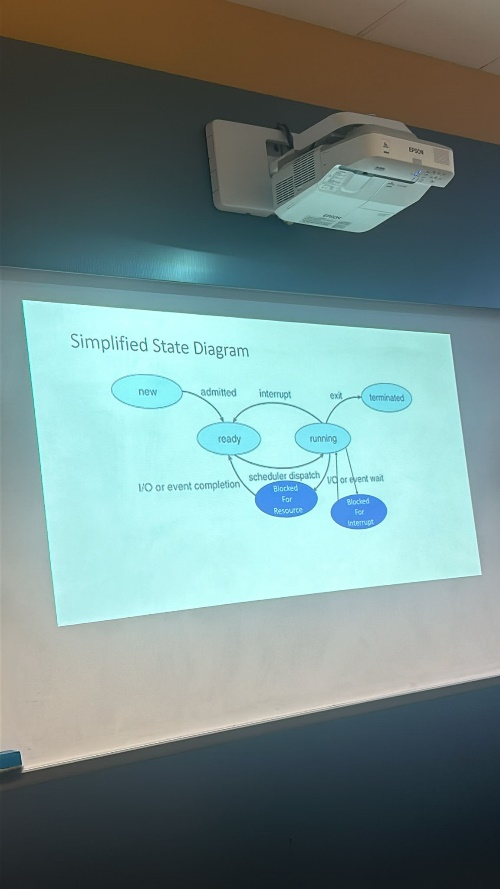 EPSON
Simplified State Diagram
new
admitted
interrupt
exit
terminated
ready
running
I/O or event completion
scheduler dispatch
I/O or event wait
Blocked
For
Resource
Blocked
For
Interrupt